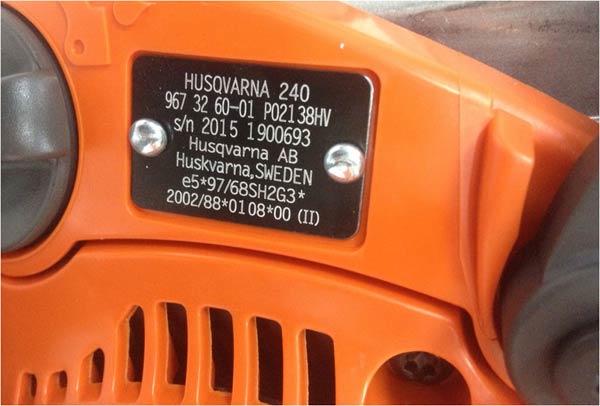 HUSQVARNA 240
967 32 60-01 P02138HV
s/n 2015 1900693
Husqvarna AB
Huskvarna,SWEDEN
e5*97/68SH2G3*
2002/88*0108*00 (II)